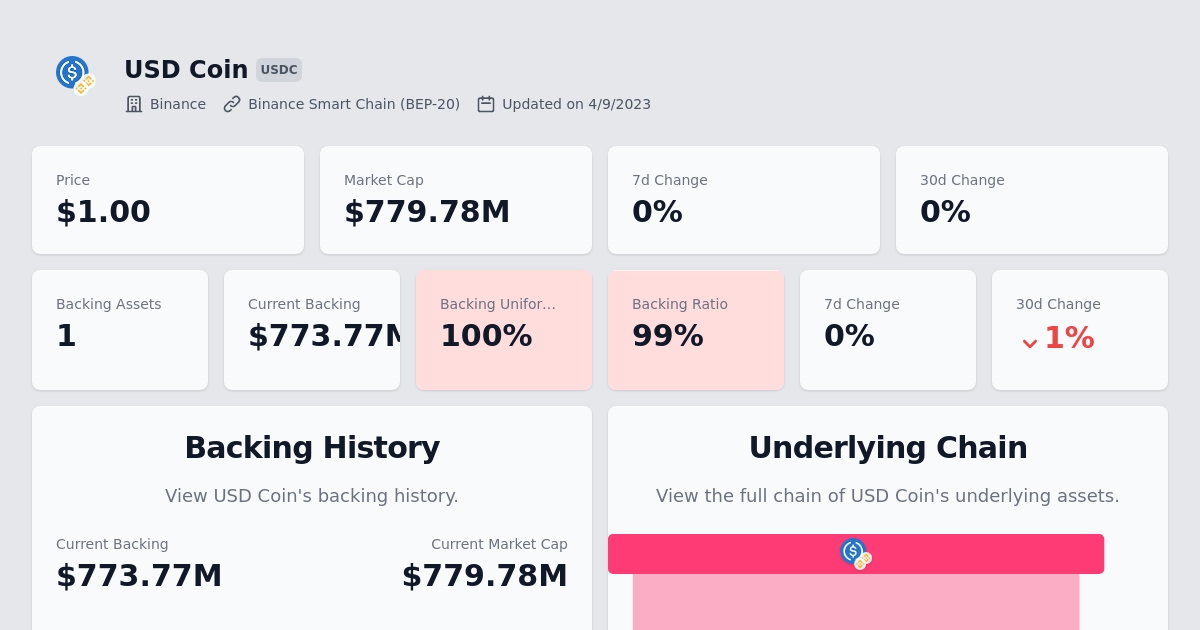 USD Coin USDC
Binance Binance Smart Chain (BEP-20) Updated on 4/9/2023
Price Market Cap 7d Change 30d Change
$1.00 $779.78M 0% 0%
Backing Assets Current Backing Backing Unifor... Backing Ratio 7d Change 30d Change
1 $773.77M 100% 99% 0% 1%
Backing History
View USD Coin's backing history.
Current Backing Current Market Cap
$773.77M $779.78M
Underlying Chain
View the full chain of USD Coin's underlying assets.